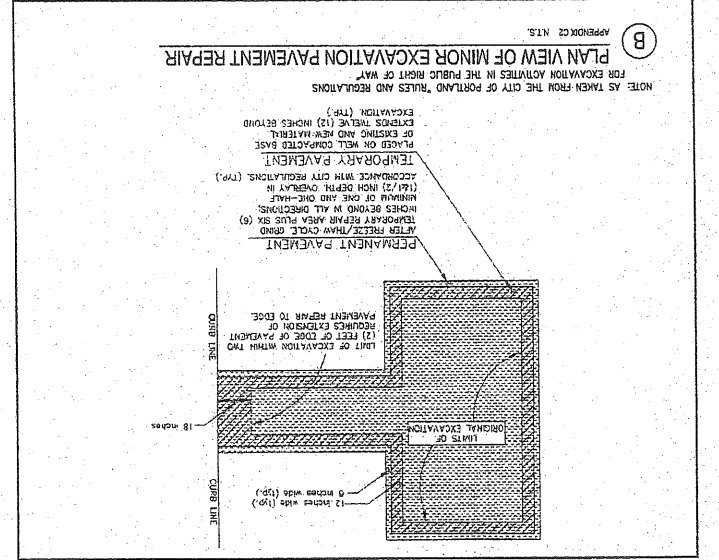 CURB LINE
12 inches wide (typ.)
6 inches wide (typ.)
LIMITS OF
ORIGINAL EXCAVATION
18 inches
LIMIT OF EXCAVATION WITHIN TWO
(2) FEET OF EDGE OF PAVEMENT
REQUIRES EXTENSION OF
PAVEMENT REPAIR TO EDGE.
CURB LINE
PERMANENT PAVEMENT
AFTER FREEZE/THAW CYCLE, GRIND
TEMPORARY REPAIR AREA PLUS SIX (6)
INCHES BEYOND IN ALL DIRECTIONS;
MINIMUM OF ONE AND ONE-HALF
(1&1/2) INCH DEPTH. OVERLAY IN
ACCORDANCE WITH CITY REGULATIONS. (TYP.)
TEMPORARY PAVEMENT
PLACED ON WELL COMPACTED BASE
OF EXISTING AND NEW MATERIAL
EXTENDS TWELVE (12) INCHES BEYOND
EXCAVATION. (TYP.)
NOTE: AS TAKEN FROM THE CITY OF PORTLAND "RULES AND REGULATIONS
FOR EXCAVATION ACTIVITIES IN THE PUBLIC RIGHT OF WAY"
B
PLAN VIEW OF MINOR EXCAVATION PAVEMENT REPAIR
APPENDIX C2 N.T.S.